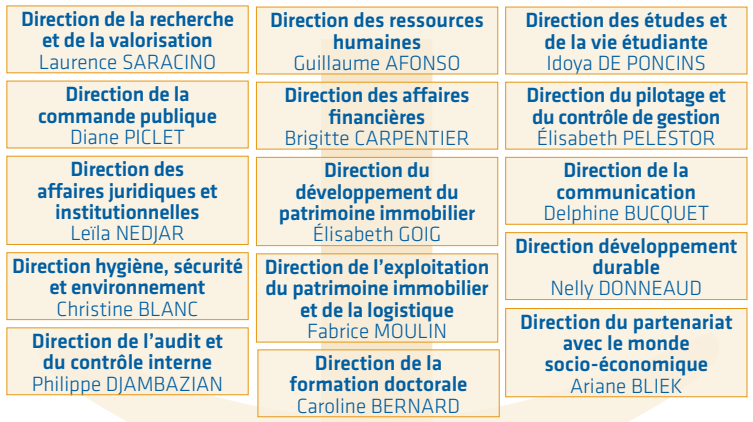 Direction de la recherche
et de la valorisation
Laurence SARACINO
Direction de la
commande publique
Diane PICLET
Direction des
affaires juridiques et
institutionnelles
Leïla NEDJAR
Direction hygiène, sécurité
et environnement
Christine BLANC
Direction de l'audit et
du contrôle interne
Philippe DJAMBAZIAN
Direction des ressources
humaines
Guillaume AFONSO
Direction des affaires
financières
Brigitte CARPENTIER
Direction du
développement du
patrimoine immobilier
Élisabeth GOIG
Direction de l'exploitation
du patrimoine immobilier
et de la logistique
Fabrice MOULIN
Direction de la
formation doctorale
Caroline BERNARD
Direction des études et
de la vie étudiante
Idoya DE PONCINS
Direction du pilotage et
du contrôle de gestion
Élisabeth PELESTOR
Direction de la
communication
Delphine BUCQUET
Direction développement
durable
Nelly DONNEAUD
Direction du partenariat
avec le monde
socio-économique
Ariane BLIEK